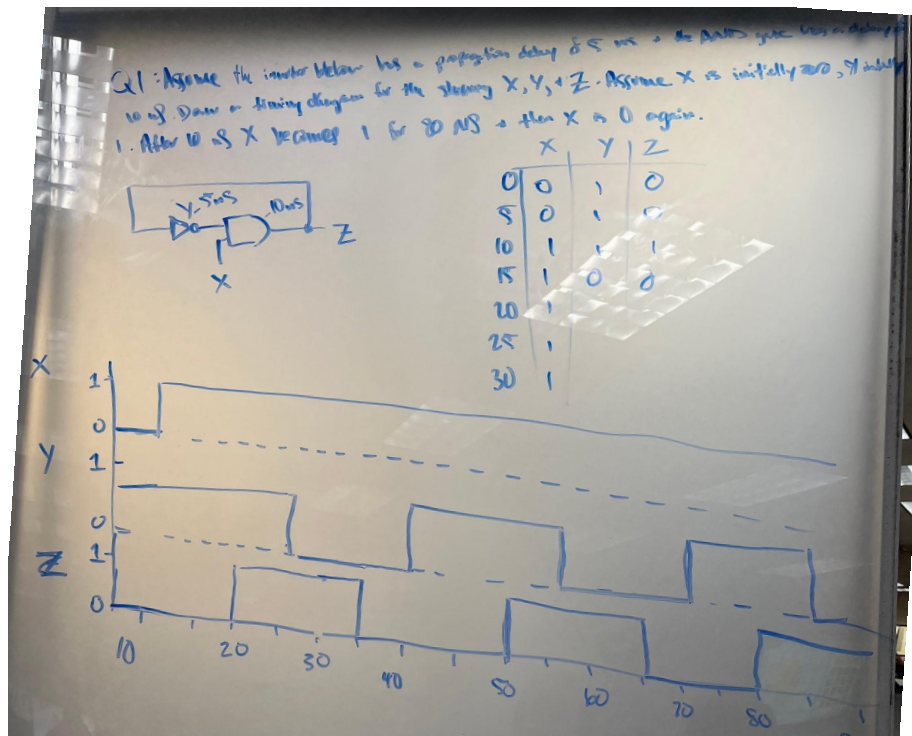 Q1: Assume the inverter below has a propagation delay of 5 ns + the AND gate has a delay of
10 nS. Draw a timing diagram for the X, Y, + Z. Assume X is initially zero, Y initially
1. After 10 nS X becomes 1 for 80 NS + then X is 0 again.
X Y Z
0 0 1 0
5 0 1 0
10 1 1 1
15 1 0 0
20 1
25 1
30 1
Y 5nS 10nS
Z
X
X 1
0
Y 1
0
Z 1
0
10 20 30 40 50 60 70 80